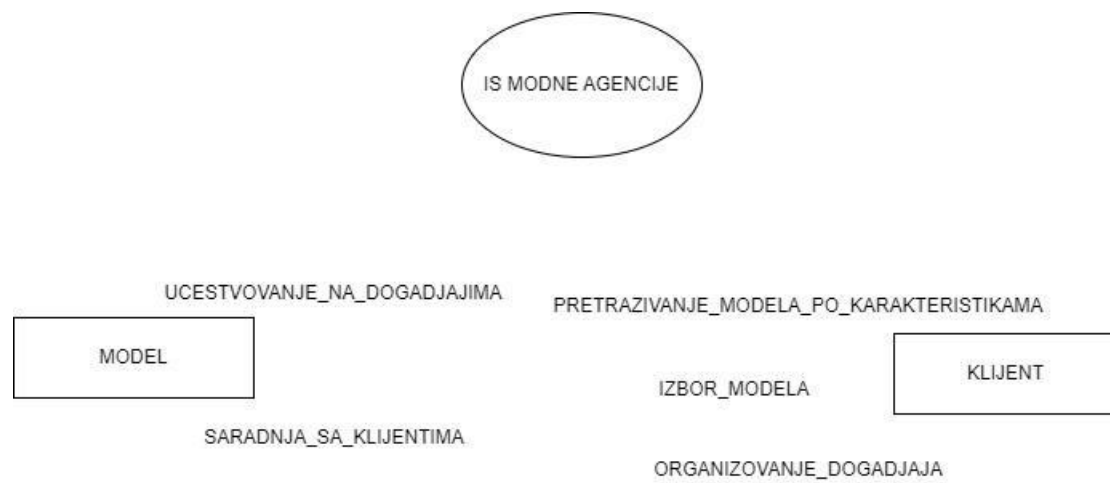 IS MODNE AGENCIJE
UCESTVOVANJE_NA_DOGADJAJIMA
PRETRAZIVANJE_MODELA_PO_KARAKTERISTIKAMA
MODEL
KLIJENT
IZBOR_MODELA
SARADNJA_SA_KLIJENTIMA
ORGANIZOVANJE_DOGADJAJA